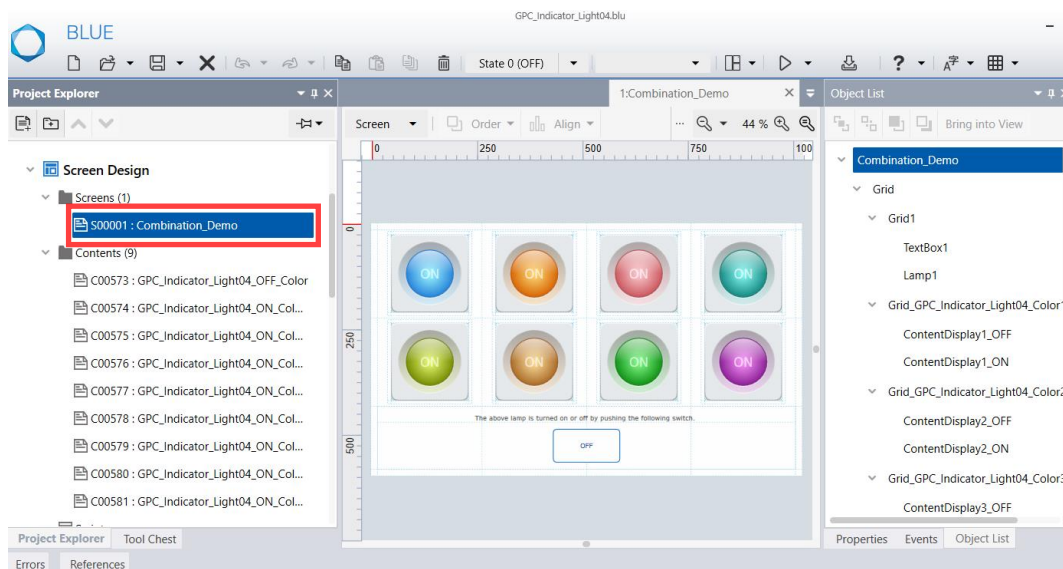 GPC_Indicator_Light04.blu
BLUE
State 0 (OFF)
Project Explorer
1:Combination_Demo
Object List
Screen
Order
Align
...
44 %
Bring into View
0 250 500 750 100
Screen Design
Screens (1)
S00001 : Combination_Demo
Contents (9)
C00573 : GPC_Indicator_Light04_OFF_Color
C00574 : GPC_Indicator_Light04_ON_Col...
C00575 : GPC_Indicator_Light04_ON_Col...
C00576 : GPC_Indicator_Light04_ON_Col...
C00577 : GPC_Indicator_Light04_ON_Col...
C00578 : GPC_Indicator_Light04_ON_Col...
C00579 : GPC_Indicator_Light04_ON_Col...
C00580 : GPC_Indicator_Light04_ON_Col...
C00581 : GPC_Indicator_Light04_ON_Col...
Project Explorer Tool Chest
Errors References
0
250
500
ON ON ON ON
ON ON ON ON
The above lamp is turned on or off by pushing the following switch.
OFF
Combination_Demo
Grid
Grid1
TextBox1
Lamp1
Grid_GPC_Indicator_Light04_Color1
ContentDisplay1_OFF
ContentDisplay1_ON
Grid_GPC_Indicator_Light04_Color2
ContentDisplay2_OFF
ContentDisplay2_ON
Grid_GPC_Indicator_Light04_Color3
ContentDisplay3_OFF
Properties Events Object List